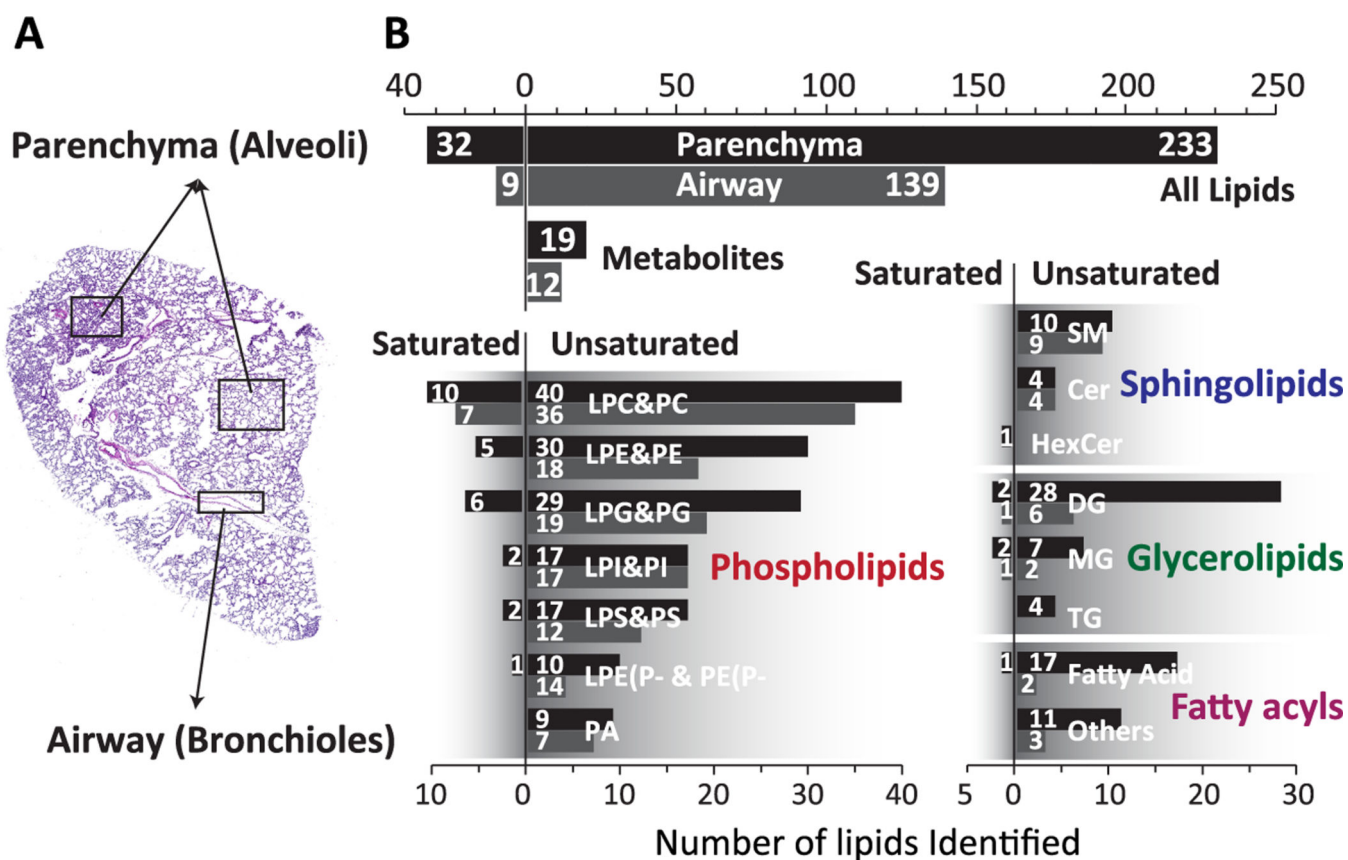 A
B
40 0 50 100 150 200 250
Parenchyma (Alveoli)
32 Parenchyma 233
9 Airway 139
All Lipids
19
Metabolites
12
Saturated Unsaturated
10
SM
9
4
Cer
4
Sphingolipids
1 HexCer
2 28
DG
1 6
2 7
MG
1 2
Glycerolipids
4
TG
1 17
Fatty Acid
2
Fatty acyls
11
Others
3
5 0 10 20 30
Saturated Unsaturated
10 40
LPC&PC
7 36
5 30
LPE&PE
18
6 29
LPG&PG
19
2 17
LPI&PI
17
Phospholipids
2 17
LPS&PS
12
1 10
LPE(P- & PE(P-
14
9
PA
7
10 0 10 20 30 40
Number of lipids Identified
Airway (Bronchioles)